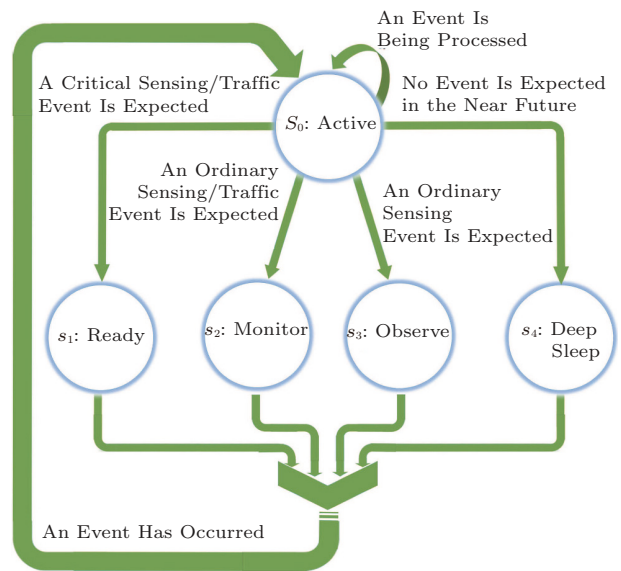 An Event Is
Being Processed
A Critical Sensing/Traffic
Event Is Expected
No Event Is Expected
in the Near Future
S₀: Active
An Ordinary
Sensing/Traffic
Event Is Expected
An Ordinary
Sensing
Event Is Expected
s₁: Ready
s₂: Monitor
s₃: Observe
s₄: Deep
Sleep
An Event Has Occurred